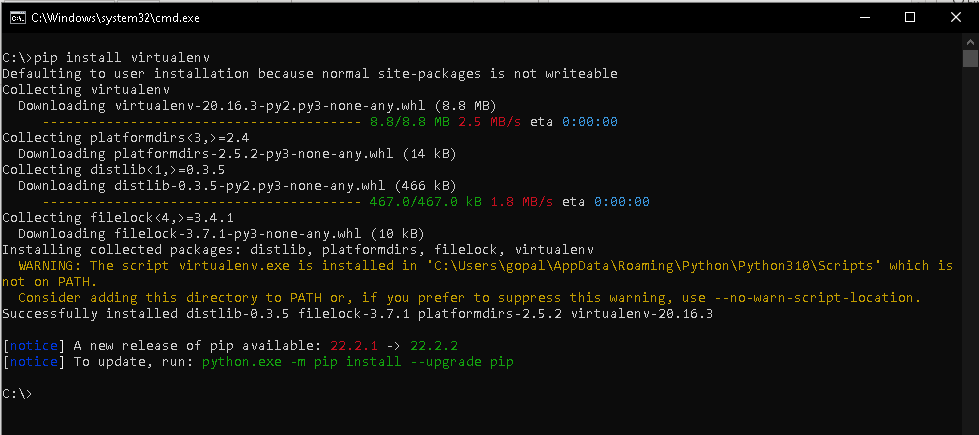 C:\Windows\system32\cmd.exe
C:\>pip install virtualenv
Defaulting to user installation because normal site-packages is not writeable
Collecting virtualenv
  Downloading virtualenv-20.16.3-py2.py3-none-any.whl (8.8 MB)
     ---------------------------------------- 8.8/8.8 MB 2.5 MB/s eta 0:00:00
Collecting platformdirs<3,>=2.4
  Downloading platformdirs-2.5.2-py3-none-any.whl (14 kB)
Collecting distlib<1,>=0.3.5
  Downloading distlib-0.3.5-py2.py3-none-any.whl (466 kB)
     ---------------------------------------- 467.0/467.0 kB 1.8 MB/s eta 0:00:00
Collecting filelock<4,>=3.4.1
  Downloading filelock-3.7.1-py3-none-any.whl (10 kB)
Installing collected packages: distlib, platformdirs, filelock, virtualenv
  WARNING: The script virtualenv.exe is installed in 'C:\Users\gopal\AppData\Roaming\Python\Python310\Scripts' which is
not on PATH.
  Consider adding this directory to PATH or, if you prefer to suppress this warning, use --no-warn-script-location.
Successfully installed distlib-0.3.5 filelock-3.7.1 platformdirs-2.5.2 virtualenv-20.16.3
[notice] A new release of pip available: 22.2.1 -> 22.2.2
[notice] To update, run: python.exe -m pip install --upgrade pip
C:\>